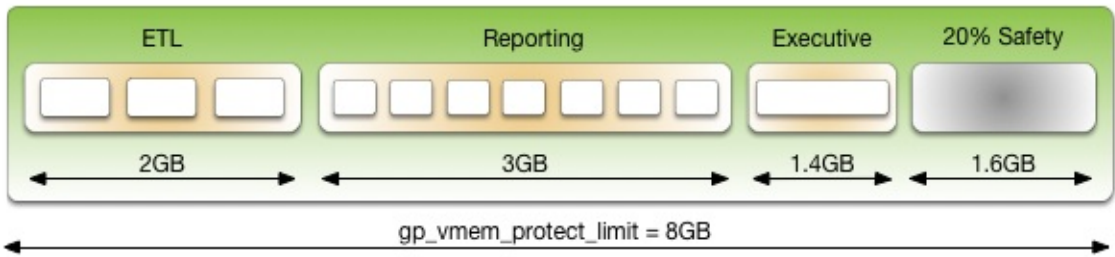 ETL Reporting Executive 20% Safety
2GB 3GB 1.4GB 1.6GB
gp_vmem_protect_limit = 8GB